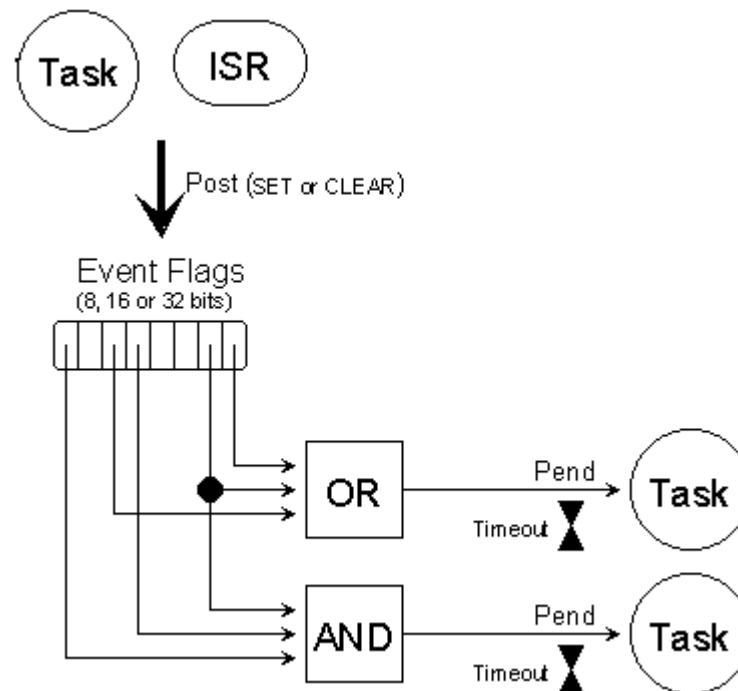 Task
ISR
Post (SET or CLEAR)
Event Flags
(8, 16 or 32 bits)
OR
Pend
Timeout
Task
AND
Pend
Timeout
Task